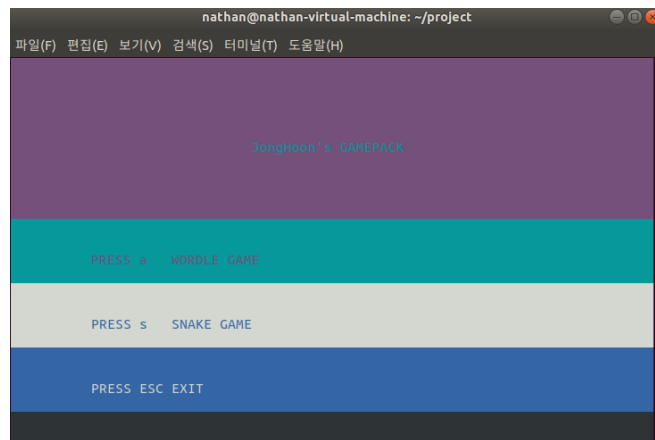 nathan@nathan-virtual-machine: ~/project
파일(F) 편집(E) 보기(V) 검색(S) 터미널(T) 도움말(H)
JongHoon's GAMEPACK
PRESS a WORDLE GAME
PRESS s SNAKE GAME
PRESS ESC EXIT